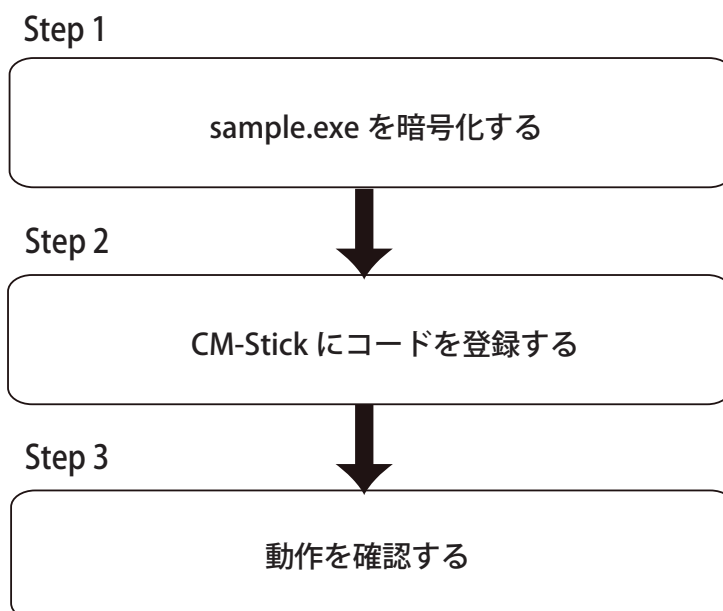 Step 1
sample.exe を暗号化する
Step 2
CM-Stick にコードを登録する
Step 3
動作を確認する